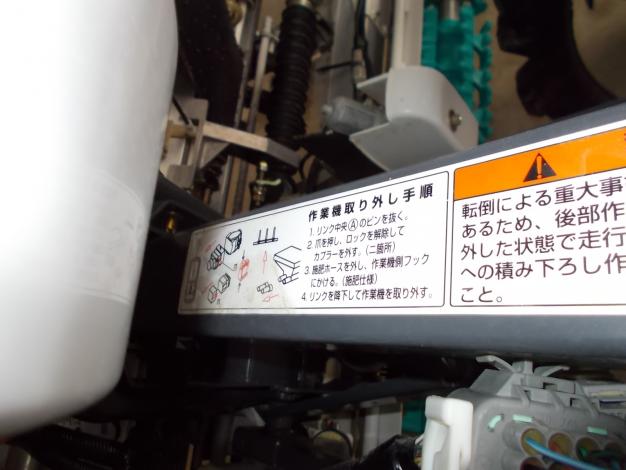 作業機取り外し手順
1. リンク中央Ⓐのピンを抜く。
2. 爪を押し、ロックを解除して
カプラーを外す。(二箇所)
3. 施肥ホースを外し、作業機側フック
にかける。(施肥仕様)
4. リンクを降下して作業機を取り外す。
転倒による重大事
あるため、後部作
外した状態で走行
への積み下ろし作
こと。